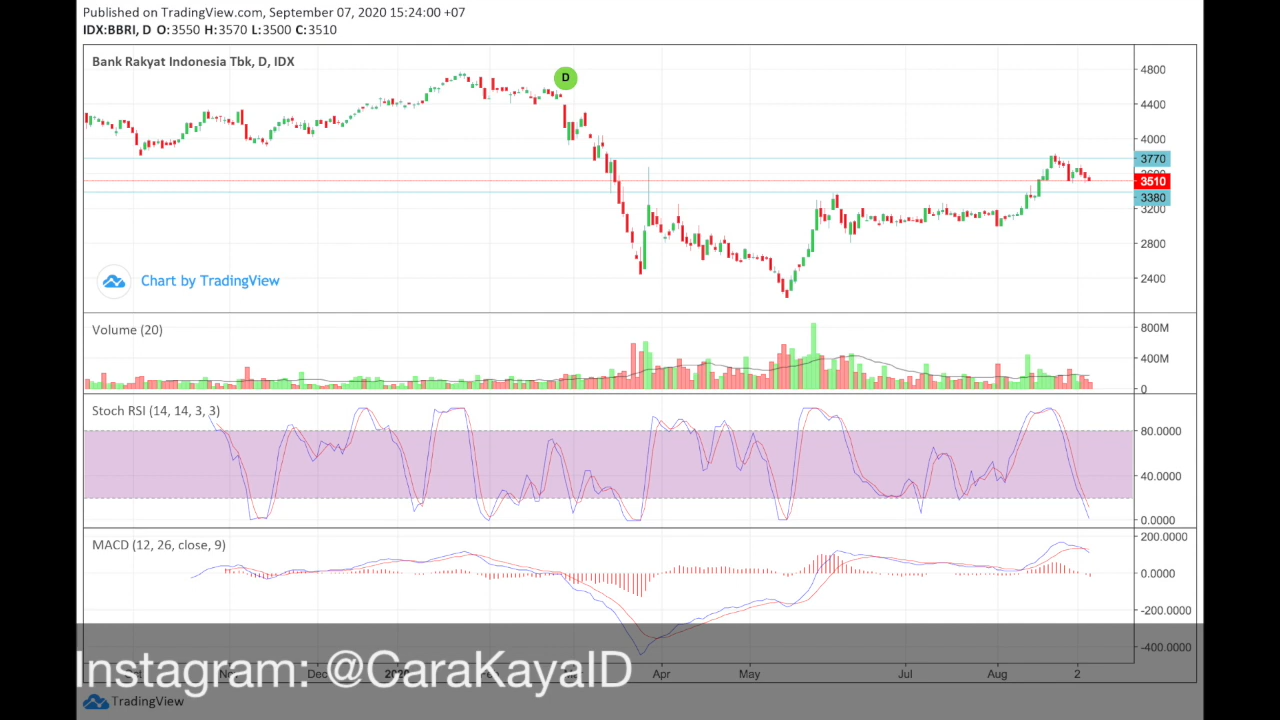 Published on TradingView.com, September 07, 2020 15:24:00 +07
IDX:BBRI, D O:3550 H:3570 L:3500 C:3510
Bank Rakyat Indonesia Tbk, D, IDX
D
4800
4400
4000
3770
3510
3380
3200
2800
2400
Chart by TradingView
Volume (20)
800M
400M
0
Stoch RSI (14, 14, 3, 3)
80.0000
40.0000
0.0000
MACD (12, 26, close, 9)
200.0000
0.0000
-200.0000
-400.0000
Instagram: @CaraKayaID
Apr May Jul Aug 2
TradingView